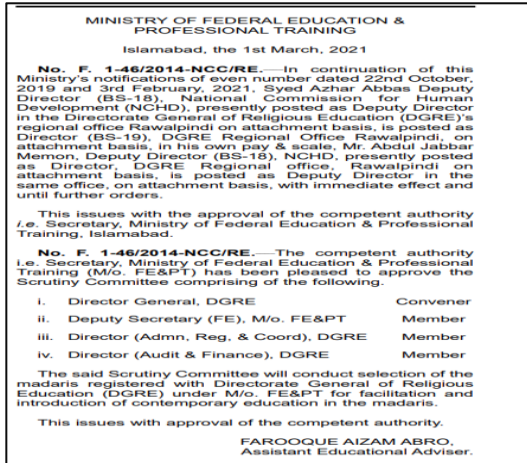 MINISTRY OF FEDERAL EDUCATION &
PROFESSIONAL TRAINING
Islamabad, the 1st March, 2021
No. F. 1-46/2014-NCC/RE.—In continuation of this
Ministry's notifications of even number dated 22nd October,
2019 and 3rd February, 2021, Syed Azhar Abbas Deputy
Director (BS-18), National Commission for Human
Development (NCHD), presently posted as Deputy Director
in the Directorate General of Religious Education (DGRE)'s
regional office Rawalpindi on attachment basis, is posted as
Director (BS-19), DGRE Regional Office Rawalpindi, on
attachment basis, in his own pay & scale, Mr. Abdul Jabbar
Memon, Deputy Director (BS-18), NCHD, presently posted
as Director, DGRE Regional office, Rawalpindi on
attachment basis, is posted as Deputy Director in the
same office, on attachment basis, with immediate effect and
until further orders.
This issues with the approval of the competent authority
i.e. Secretary, Ministry of Federal Education & Professional
Training, Islamabad.
No. F. 1-46/2014-NCC/RE.—The competent authority
i.e. Secretary, Ministry of Federal Education & Professional
Training (M/o. FE&PT) has been pleased to approve the
Scrutiny Committee comprising of the following.
i. Director General, DGRE Convener
ii. Deputy Secretary (FE), M/o. FE&PT Member
iii. Director (Admn, Reg, & Coord), DGRE Member
iv. Director (Audit & Finance), DGRE Member
The said Scrutiny Committee will conduct selection of the
madaris registered with Directorate General of Religious
Education (DGRE) under M/o. FE&PT for facilitation and
introduction of contemporary education in the madaris.
This issues with approval of the competent authority.
FAROOQUE AIZAM ABRO,
Assistant Educational Adviser.